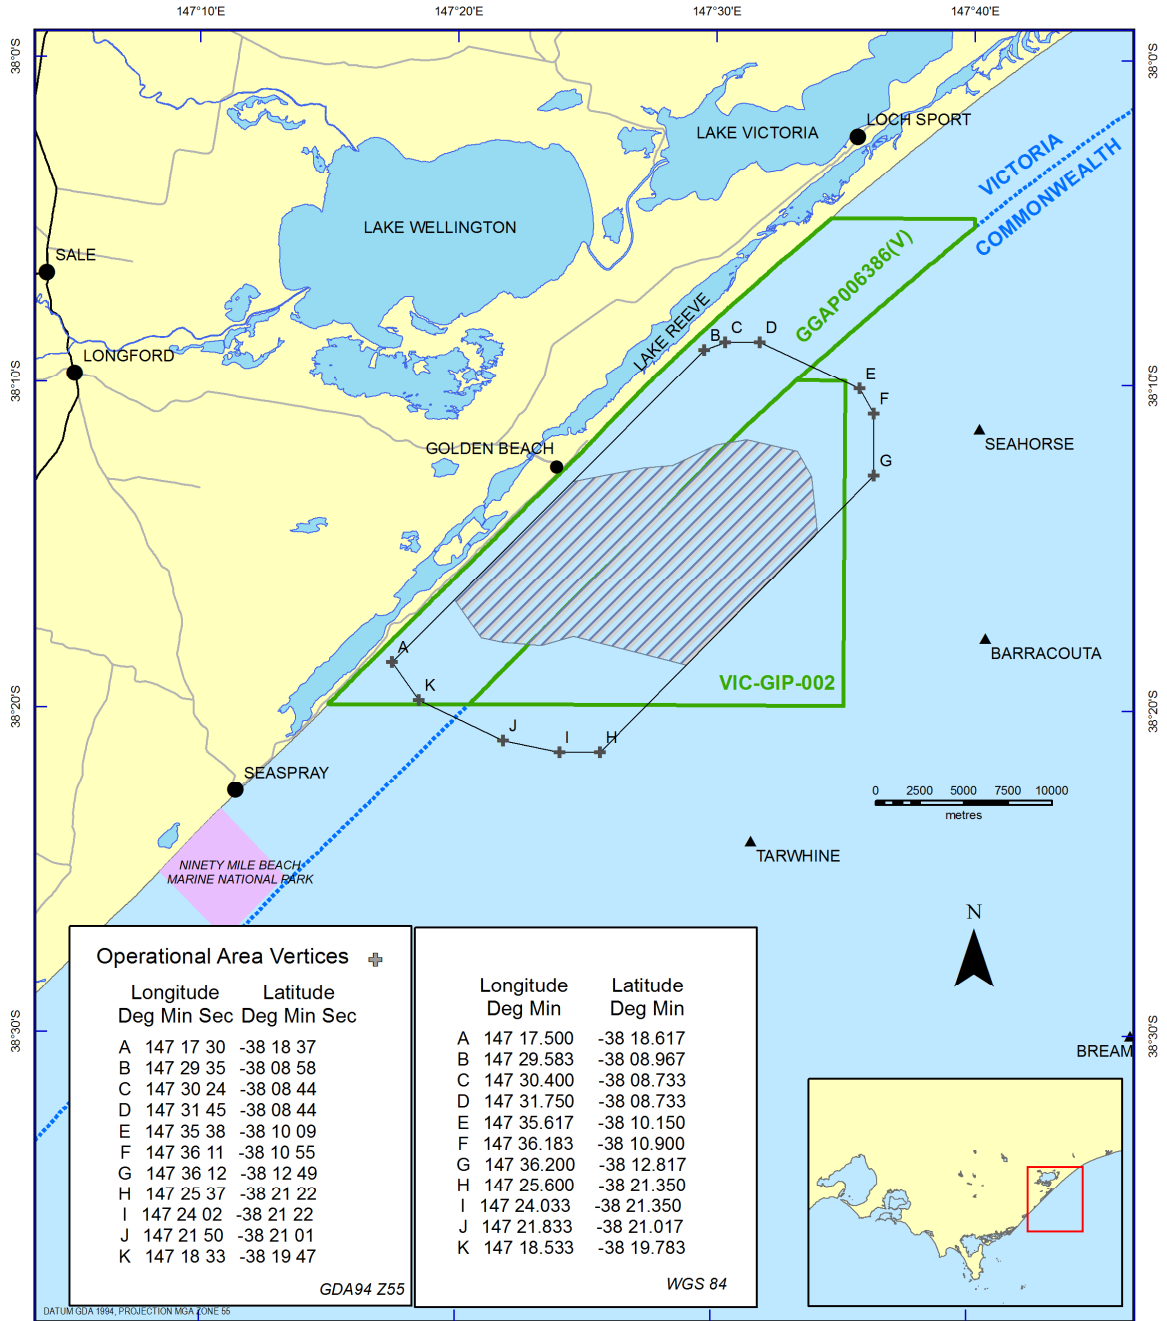 147°10'E 147°20'E 147°30'E 147°40'E
38°0'S
38°0'S
LOCH SPORT
LAKE VICTORIA
VICTORIA
COMMONWEALTH
LAKE WELLINGTON
SALE
GGAP006386(V)
LAKE REEVE
B C D
LONGFORD
38°10'S
38°10'S
E
F
GOLDEN BEACH
SEAHORSE
G
A
BARRACOUTA
K
VIC-GIP-002
38°20'S
38°20'S
J I H
SEASPRAY
0 2500 5000 7500 10000
metres
TARWHINE
NINETY MILE BEACH
MARINE NATIONAL PARK
N
38°30'S
38°30'S
BREAM
Operational Area Vertices
Longitude Latitude
Deg Min Sec Deg Min Sec
A 147 17 30 -38 18 37
B 147 29 35 -38 08 58
C 147 30 24 -38 08 44
D 147 31 45 -38 08 44
E 147 35 38 -38 10 09
F 147 36 11 -38 10 55
G 147 36 12 -38 12 49
H 147 25 37 -38 21 22
I 147 24 02 -38 21 22
J 147 21 50 -38 21 01
K 147 18 33 -38 19 47
GDA94 Z55
Longitude Latitude
Deg Min Deg Min
A 147 17.500 -38 18.617
B 147 29.583 -38 08.967
C 147 30.400 -38 08.733
D 147 31.750 -38 08.733
E 147 35.617 -38 10.150
F 147 36.183 -38 10.900
G 147 36.200 -38 12.817
H 147 25.600 -38 21.350
I 147 24.033 -38 21.350
J 147 21.833 -38 21.017
K 147 18.533 -38 19.783
WGS 84
DATUM GDA 1994, PROJECTION MGA ZONE 55